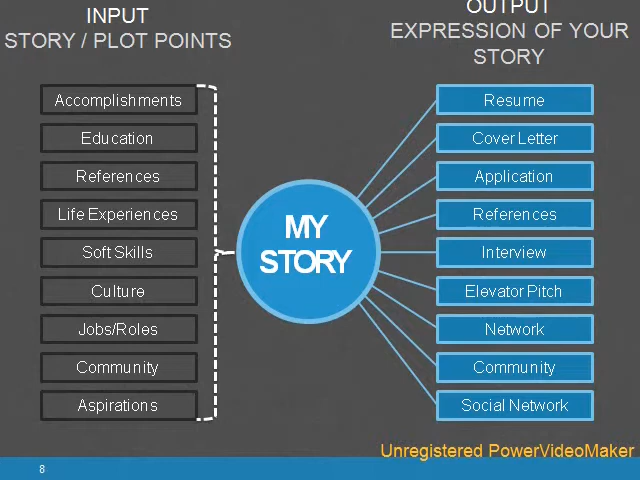 INPUT
STORY / PLOT POINTS
Accomplishments
Education
References
Life Experiences
Soft Skills
Culture
Jobs/Roles
Community
Aspirations
MY
STORY
OUTPUT
EXPRESSION OF YOUR
STORY
Resume
Cover Letter
Application
References
Interview
Elevator Pitch
Network
Community
Social Network
Unregistered PowerVideoMaker
8